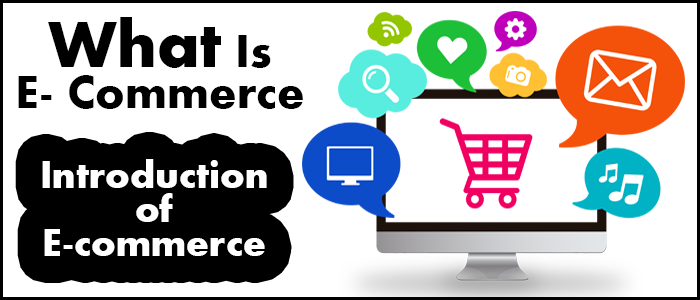 What Is
E- Commerce
Introduction
of
E-commerce